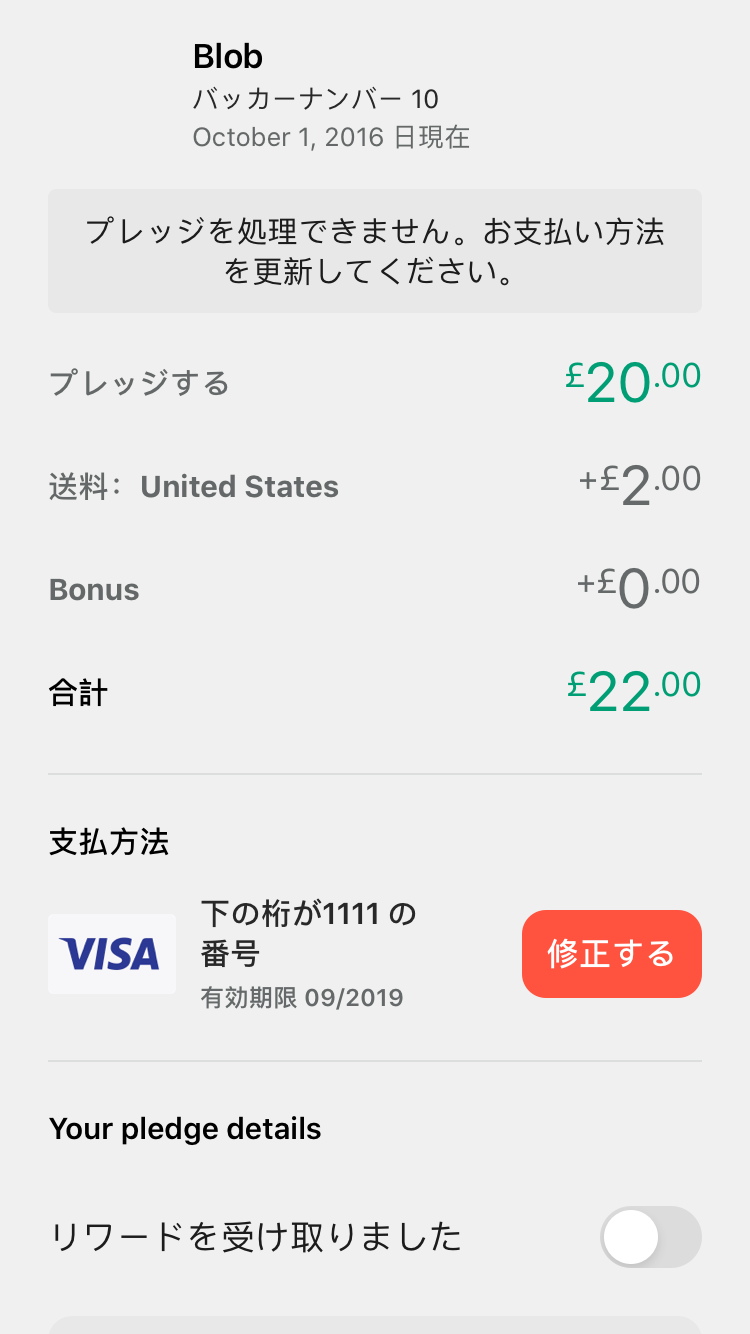 Blob
バッカーナンバー 10
October 1, 2016 日現在
プレッジを処理できません。お支払い方法
を更新してください。
プレッジする £20.00
送料： United States +£2.00
Bonus +£0.00
合計 £22.00
支払方法
VISA
下の桁が1111 の
番号
有効期限 09/2019
修正する
Your pledge details
リワードを受け取りました